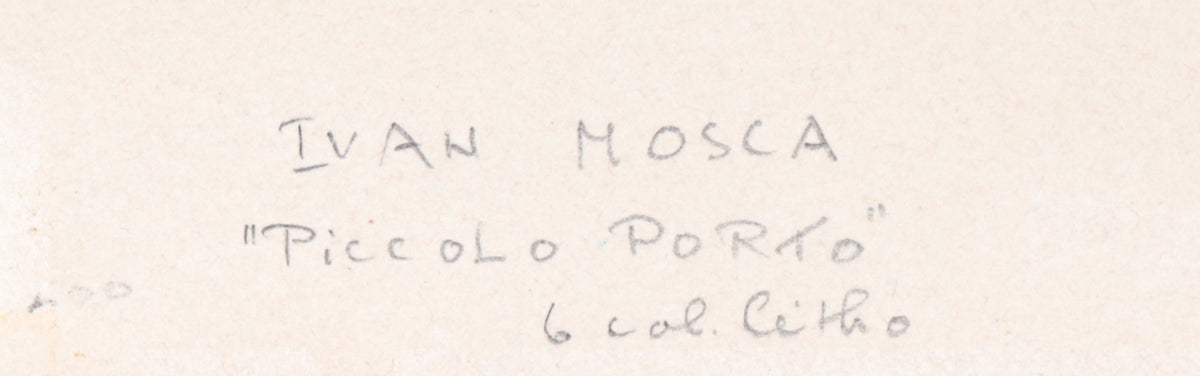 IVAN MOSCA
"PiccoLo PORTO"
6 col. Litho